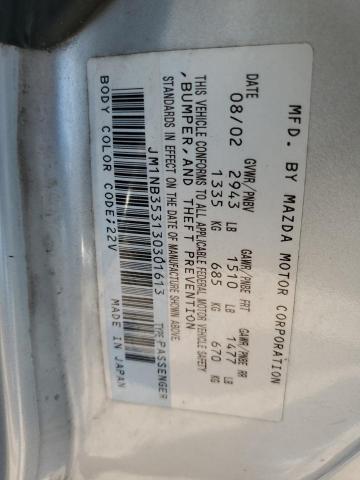 MFD. BY MAZDA MOTOR CORPORATION
DATE GVWR/PNBV GAWR/PNBE FRT GAWR/PNBE RR
08/02 2943 LB 1510 LB 1477 LB
1335 KG 685 KG 670 KG
THIS VEHICLE CONFORMS TO ALL APPLICABLE FEDERAL MOTOR VEHICLE SAFETY
, BUMPER, AND THEFT PREVENTION
STANDARDS IN EFFECT ON THE DATE OF MANUFACTURE SHOWN ABOVE.
JM1NB353130301613 TYPE:PASSENGER
BODY COLOR CODE:22V MADE IN JAPAN